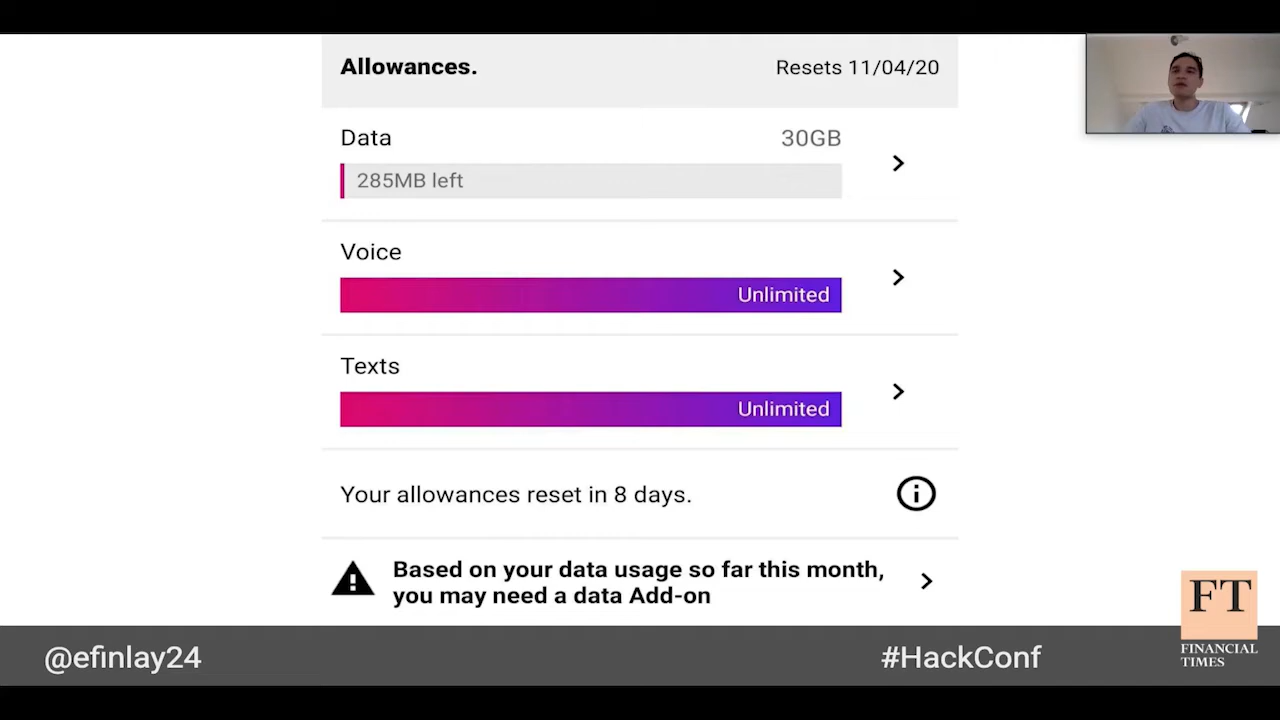 Allowances.
Resets 11/04/20
Data
30GB
285MB left
Voice
Unlimited
Texts
Unlimited
Your allowances reset in 8 days.
Based on your data usage so far this month,
you may need a data Add-on
@efinlay24
#HackConf
FT
FINANCIAL
TIMES